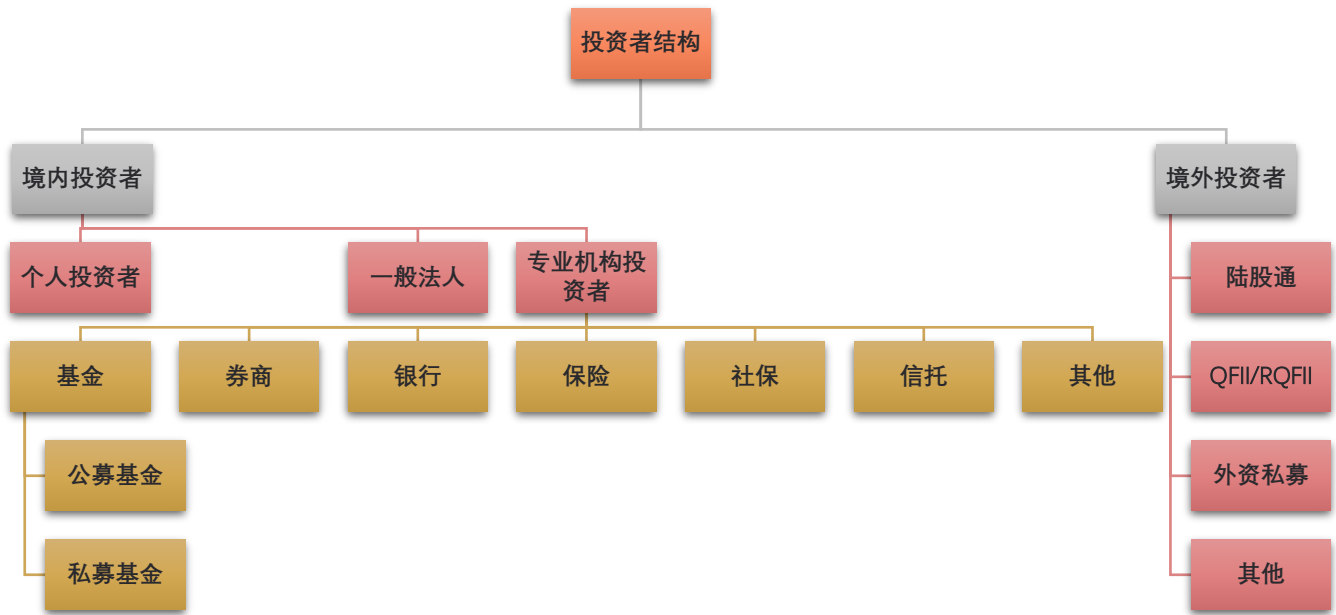 投资者结构
境内投资者
境外投资者
个人投资者
一般法人
专业机构投
资者
陆股通
基金
券商
银行
保险
社保
信托
其他
QFII/RQFII
公募基金
外资私募
私募基金
其他